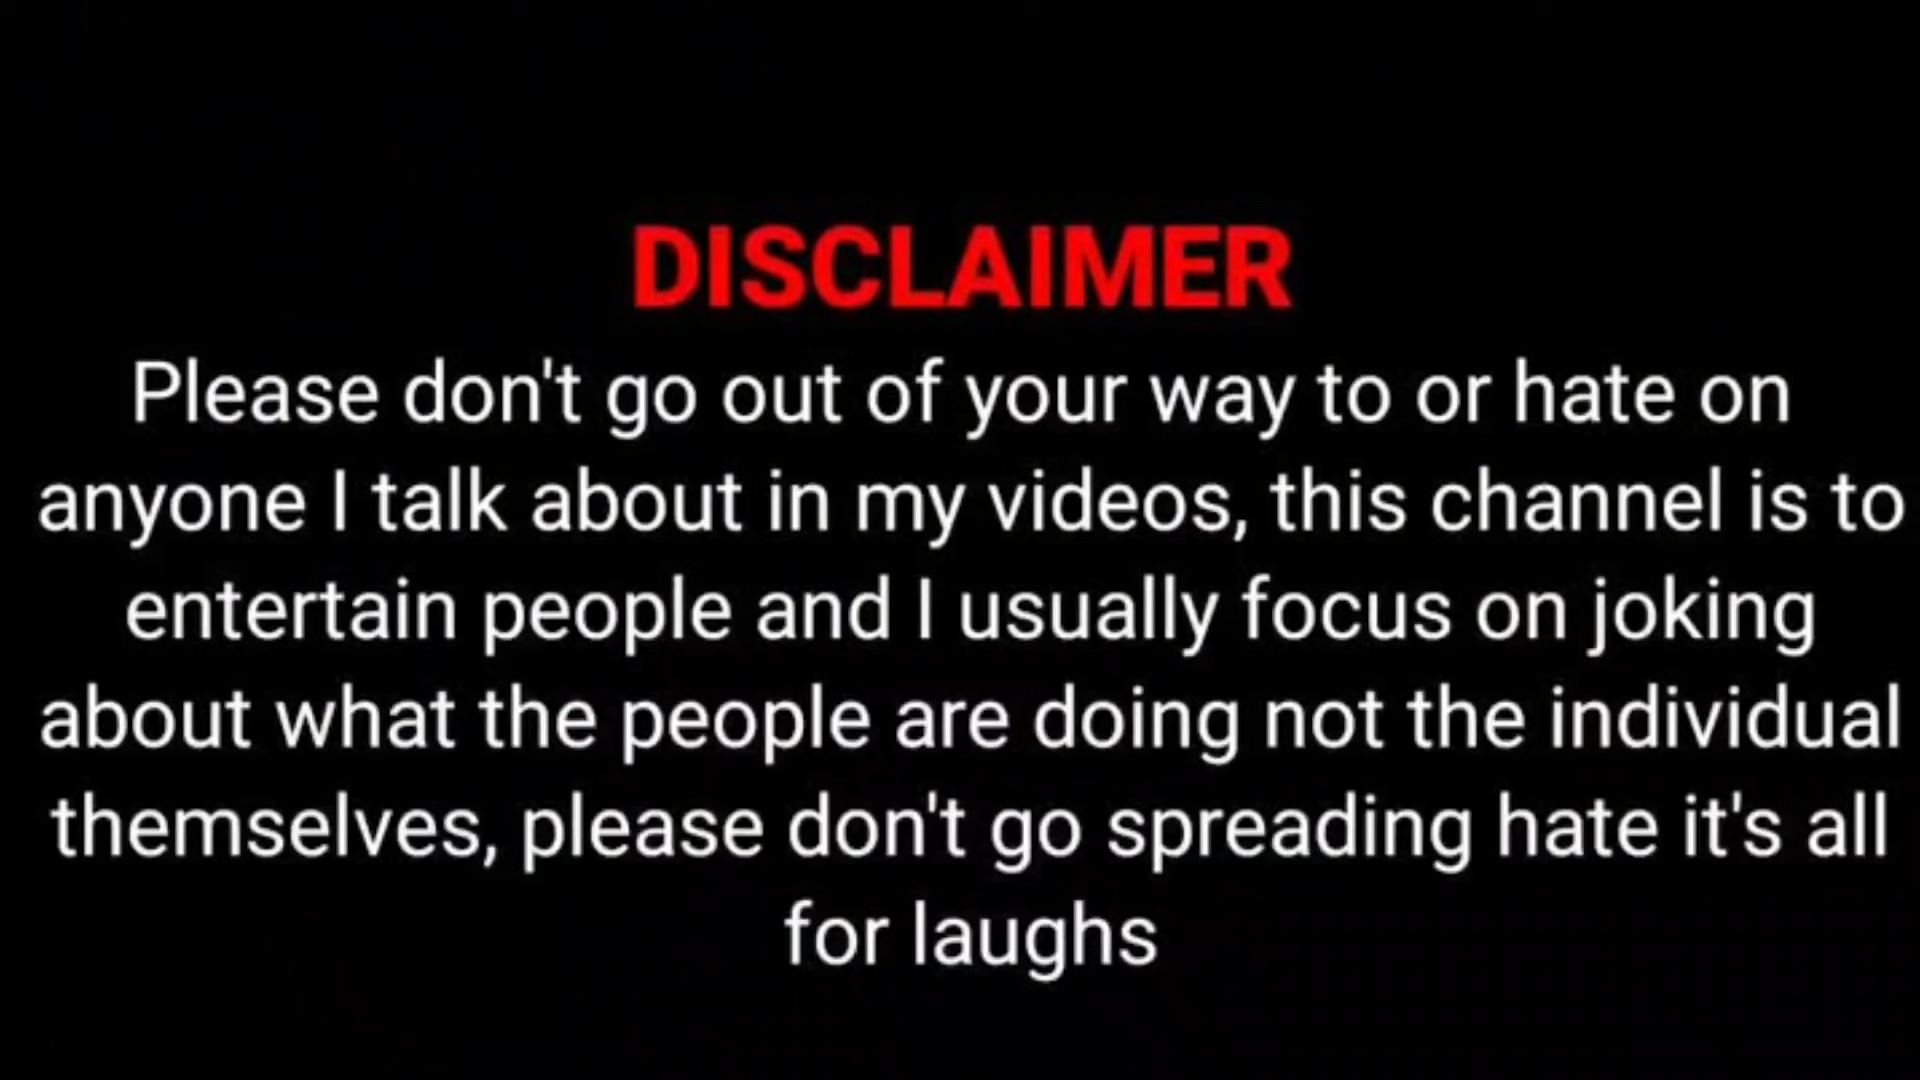 DISCLAIMER
Please don't go out of your way to or hate on
anyone I talk about in my videos, this channel is to
entertain people and I usually focus on joking
about what the people are doing not the individual
themselves, please don't go spreading hate it's all
for laughs